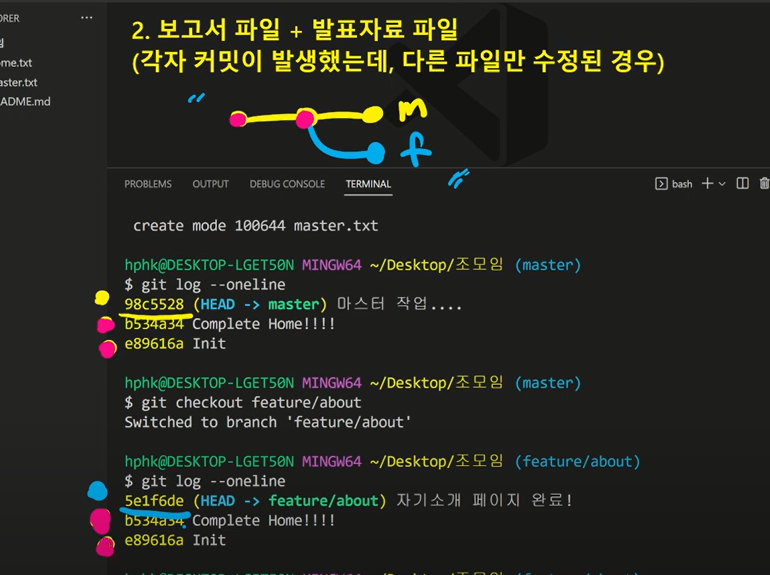 ORER ...
2. 보고서 파일 + 발표자료 파일
(각자 커밋이 발생했는데, 다른 파일만 수정된 경우)
me.txt
aster.txt
ADME.md
m
f
PROBLEMS OUTPUT DEBUG CONSOLE TERMINAL bash
create mode 100644 master.txt
hphk@DESKTOP-LGET50N MINGW64 ~/Desktop/조모임 (master)
$ git log --oneline
98c5528 (HEAD -> master) 마스터 작업....
b534a34 Complete Home!!!!
e89616a Init
hphk@DESKTOP-LGET50N MINGW64 ~/Desktop/조모임 (master)
$ git checkout feature/about
Switched to branch 'feature/about'
hphk@DESKTOP-LGET50N MINGW64 ~/Desktop/조모임 (feature/about)
$ git log --oneline
5e1f6de (HEAD -> feature/about) 자기소개 페이지 완료!
b534a34 Complete Home!!!!
e89616a Init